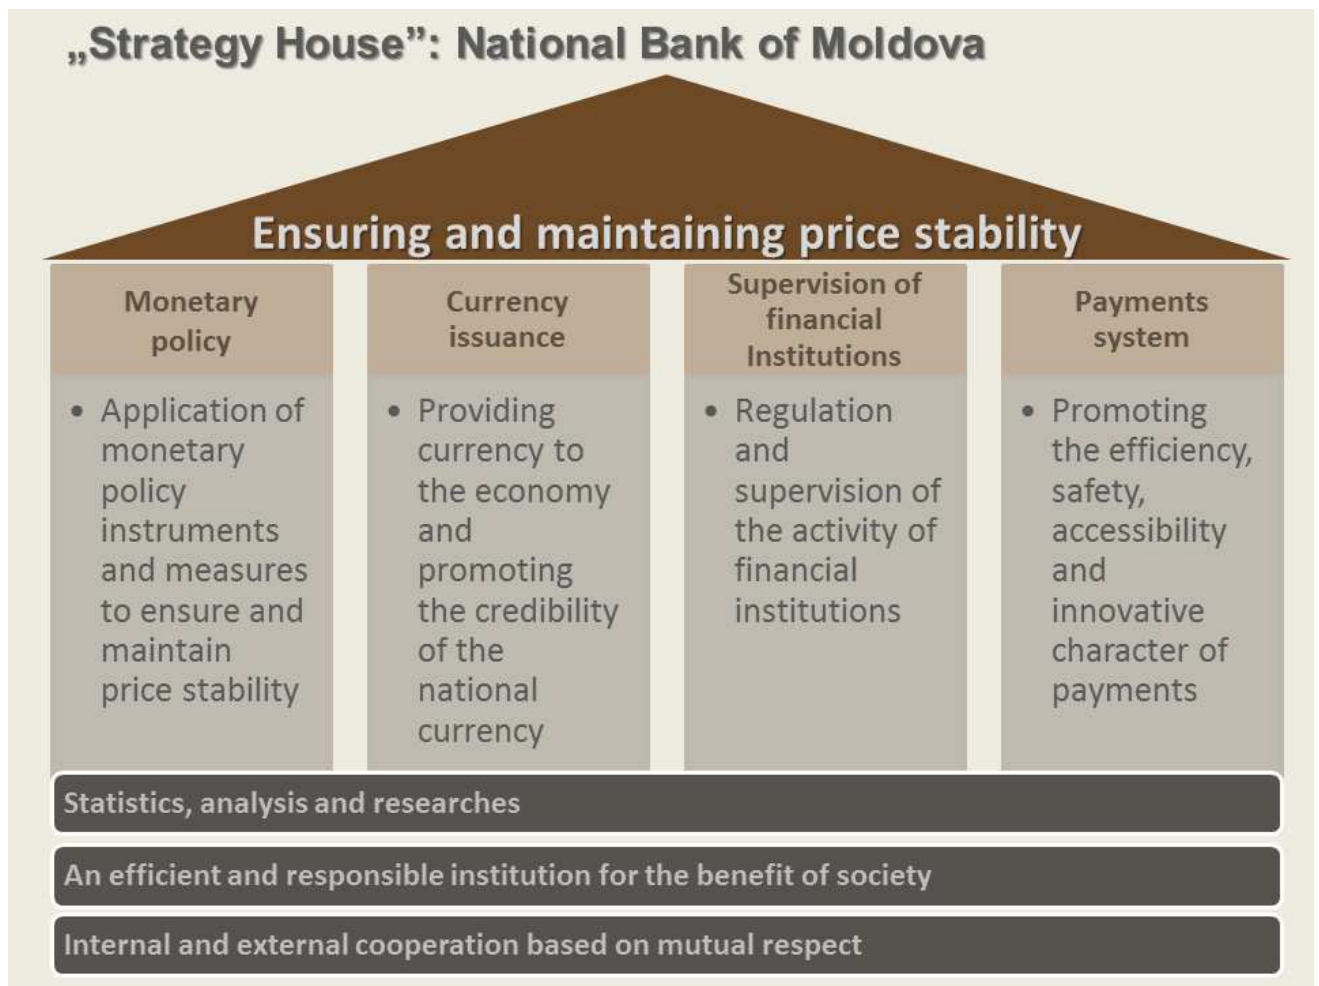 „Strategy House”: National Bank of Moldova
Ensuring and maintaining price stability
Monetary
policy
• Application of
monetary
policy
instruments
and measures
to ensure and
maintain
price stability
Currency
issuance
• Providing
currency to
the economy
and
promoting
the credibility
of the
national
currency
Supervision of
financial
Institutions
• Regulation
and
supervision of
the activity of
financial
institutions
Payments
system
• Promoting
the efficiency,
safety,
accessibility
and
innovative
character of
payments
Statistics, analysis and researches
An efficient and responsible institution for the benefit of society
Internal and external cooperation based on mutual respect